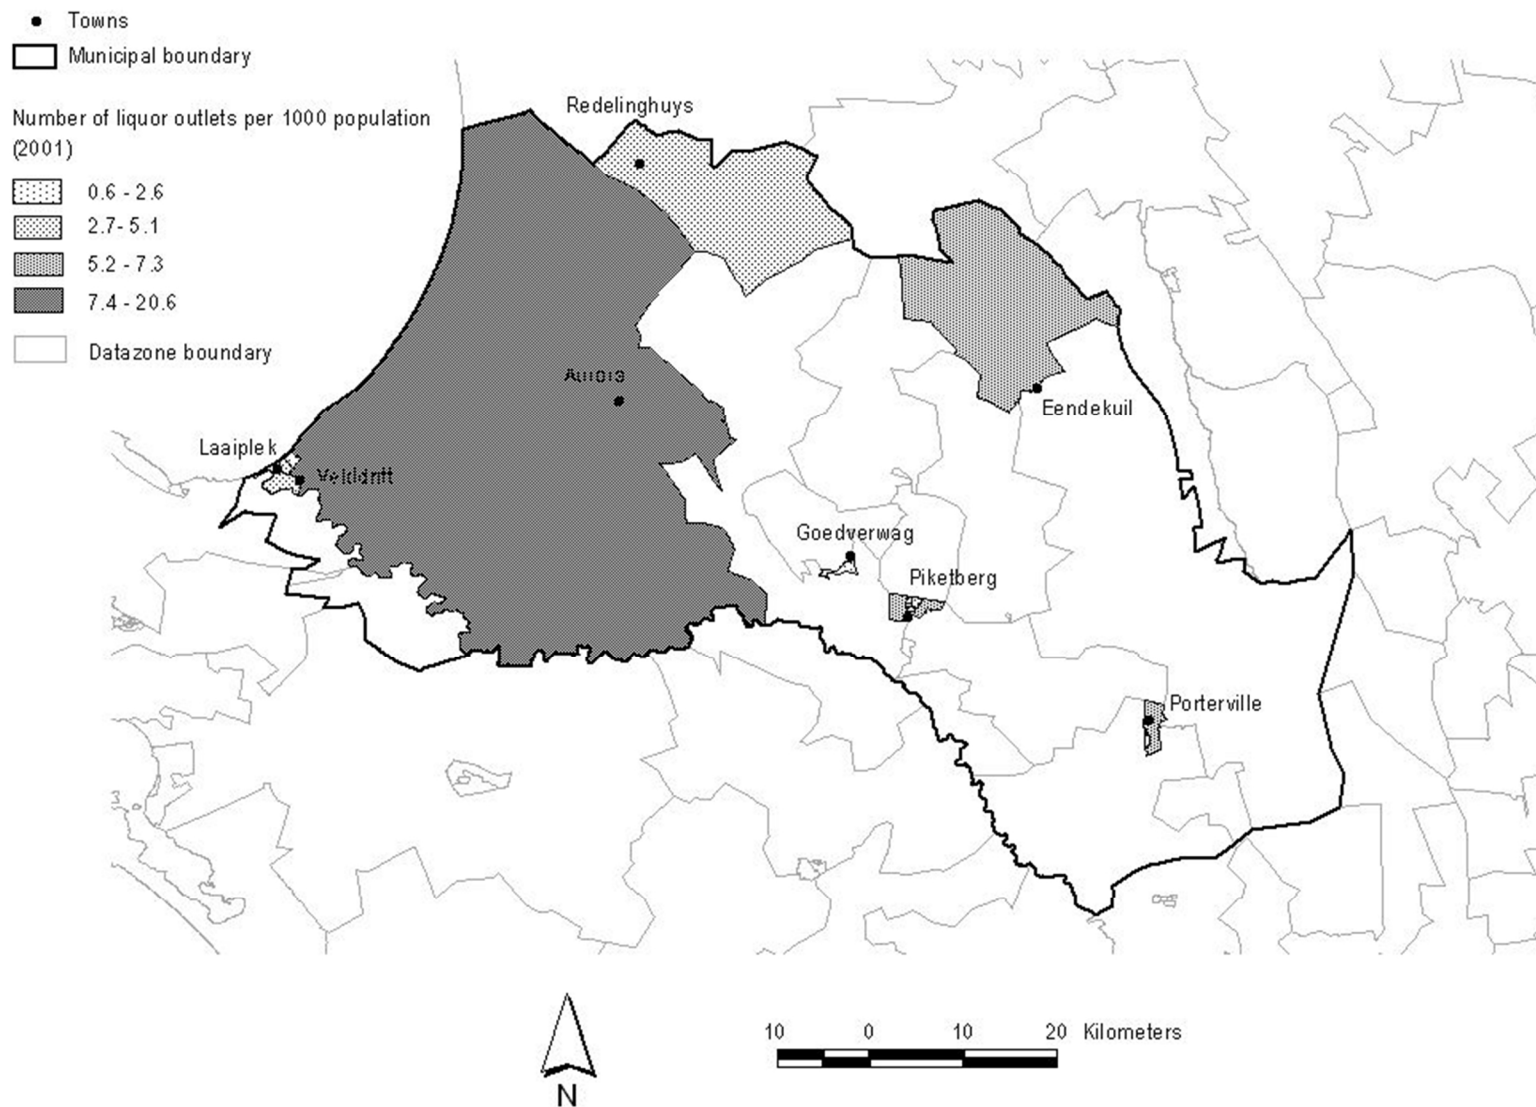 Towns
Municipal boundary
Number of liquor outlets per 1000 population
(2001)
0.6 - 2.6
2.7- 5.1
5.2 - 7.3
7.4 - 20.6
Datazone boundary
Redelinghuys
Aurora
Eendekuil
Laaiplek
Velddrift
Goedverwag
Piketberg
Porterville
10 0 10 20 Kilometers
N